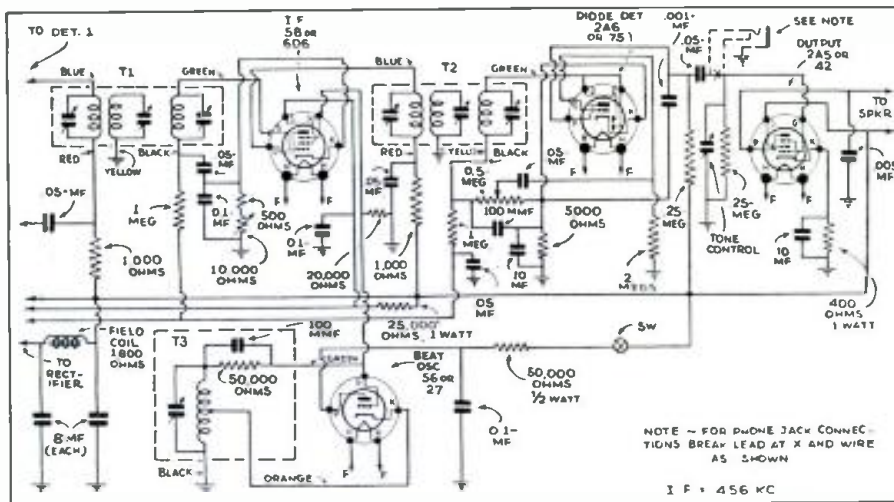 TO
DET. 1
BLUE
T1
GREEN
I F
58 OR
6D6
BLUE
T2
GREEN
DIODE DET
2A6
OR 75)
.001-
MF
.05-MF
SEE NOTE
OUTPUT
2A5 OR
42
TO
SPKR
RED
YELLOW
BLACK
.05-
MF
0.1-
MF
500
OHMS
10,000
OHMS
F
F
RED
YELLOW
BLACK
0.5
MEG
.05
MF
100 MMF
F
F
F
F
.05-MF
1
MEG
1000
OHMS
0.1-
MF
20,000
OHMS
1,000
OHMS
1
MEG
10
MF
.05
MF
5000
OHMS
2
MEGS
.25
MEG
.25-
MEG
TONE
CONTROL
10
MF
.005
MF
400
OHMS
1 WATT
FIELD
COIL
1800
OHMS
TO
RECT-
IFIER
8 MF
(EACH)
T3
100
MMF
50,000
OHMS
GREEN
BLACK
ORANGE
25,000
OHMS, 1 WATT
BEAT
OSC
56 OR
27
K
F
F
0.1-
MF
50,000
OHMS
1/2 WATT
SW
NOTE ~ FOR PHONE JACK CONNEC-
TIONS BREAK LEAD AT X AND WIRE
AS SHOWN
I F = 456 KC